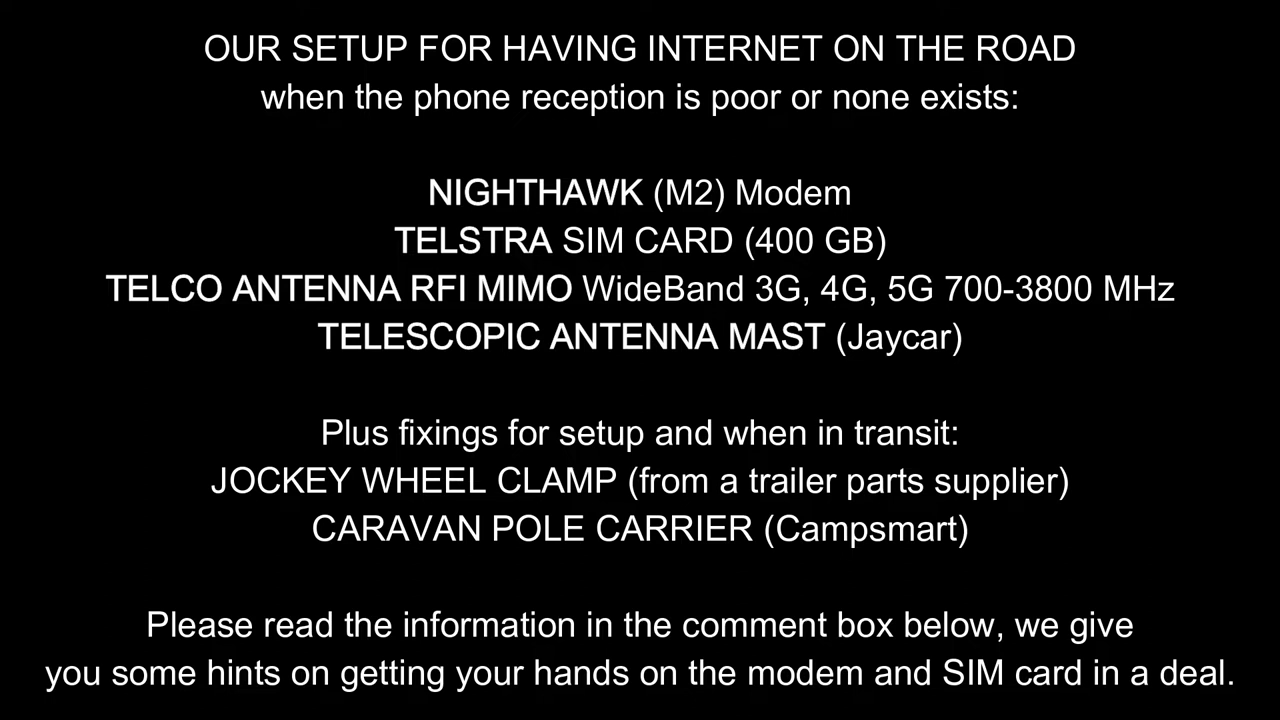 OUR SETUP FOR HAVING INTERNET ON THE ROAD
when the phone reception is poor or none exists:
NIGHTHAWK (M2) Modem
TELSTRA SIM CARD (400 GB)
TELCO ANTENNA RFI MIMO WideBand 3G, 4G, 5G 700-3800 MHz
TELESCOPIC ANTENNA MAST (Jaycar)
Plus fixings for setup and when in transit:
JOCKEY WHEEL CLAMP (from a trailer parts supplier)
CARAVAN POLE CARRIER (Campsmart)
Please read the information in the comment box below, we give
you some hints on getting your hands on the modem and SIM card in a deal.